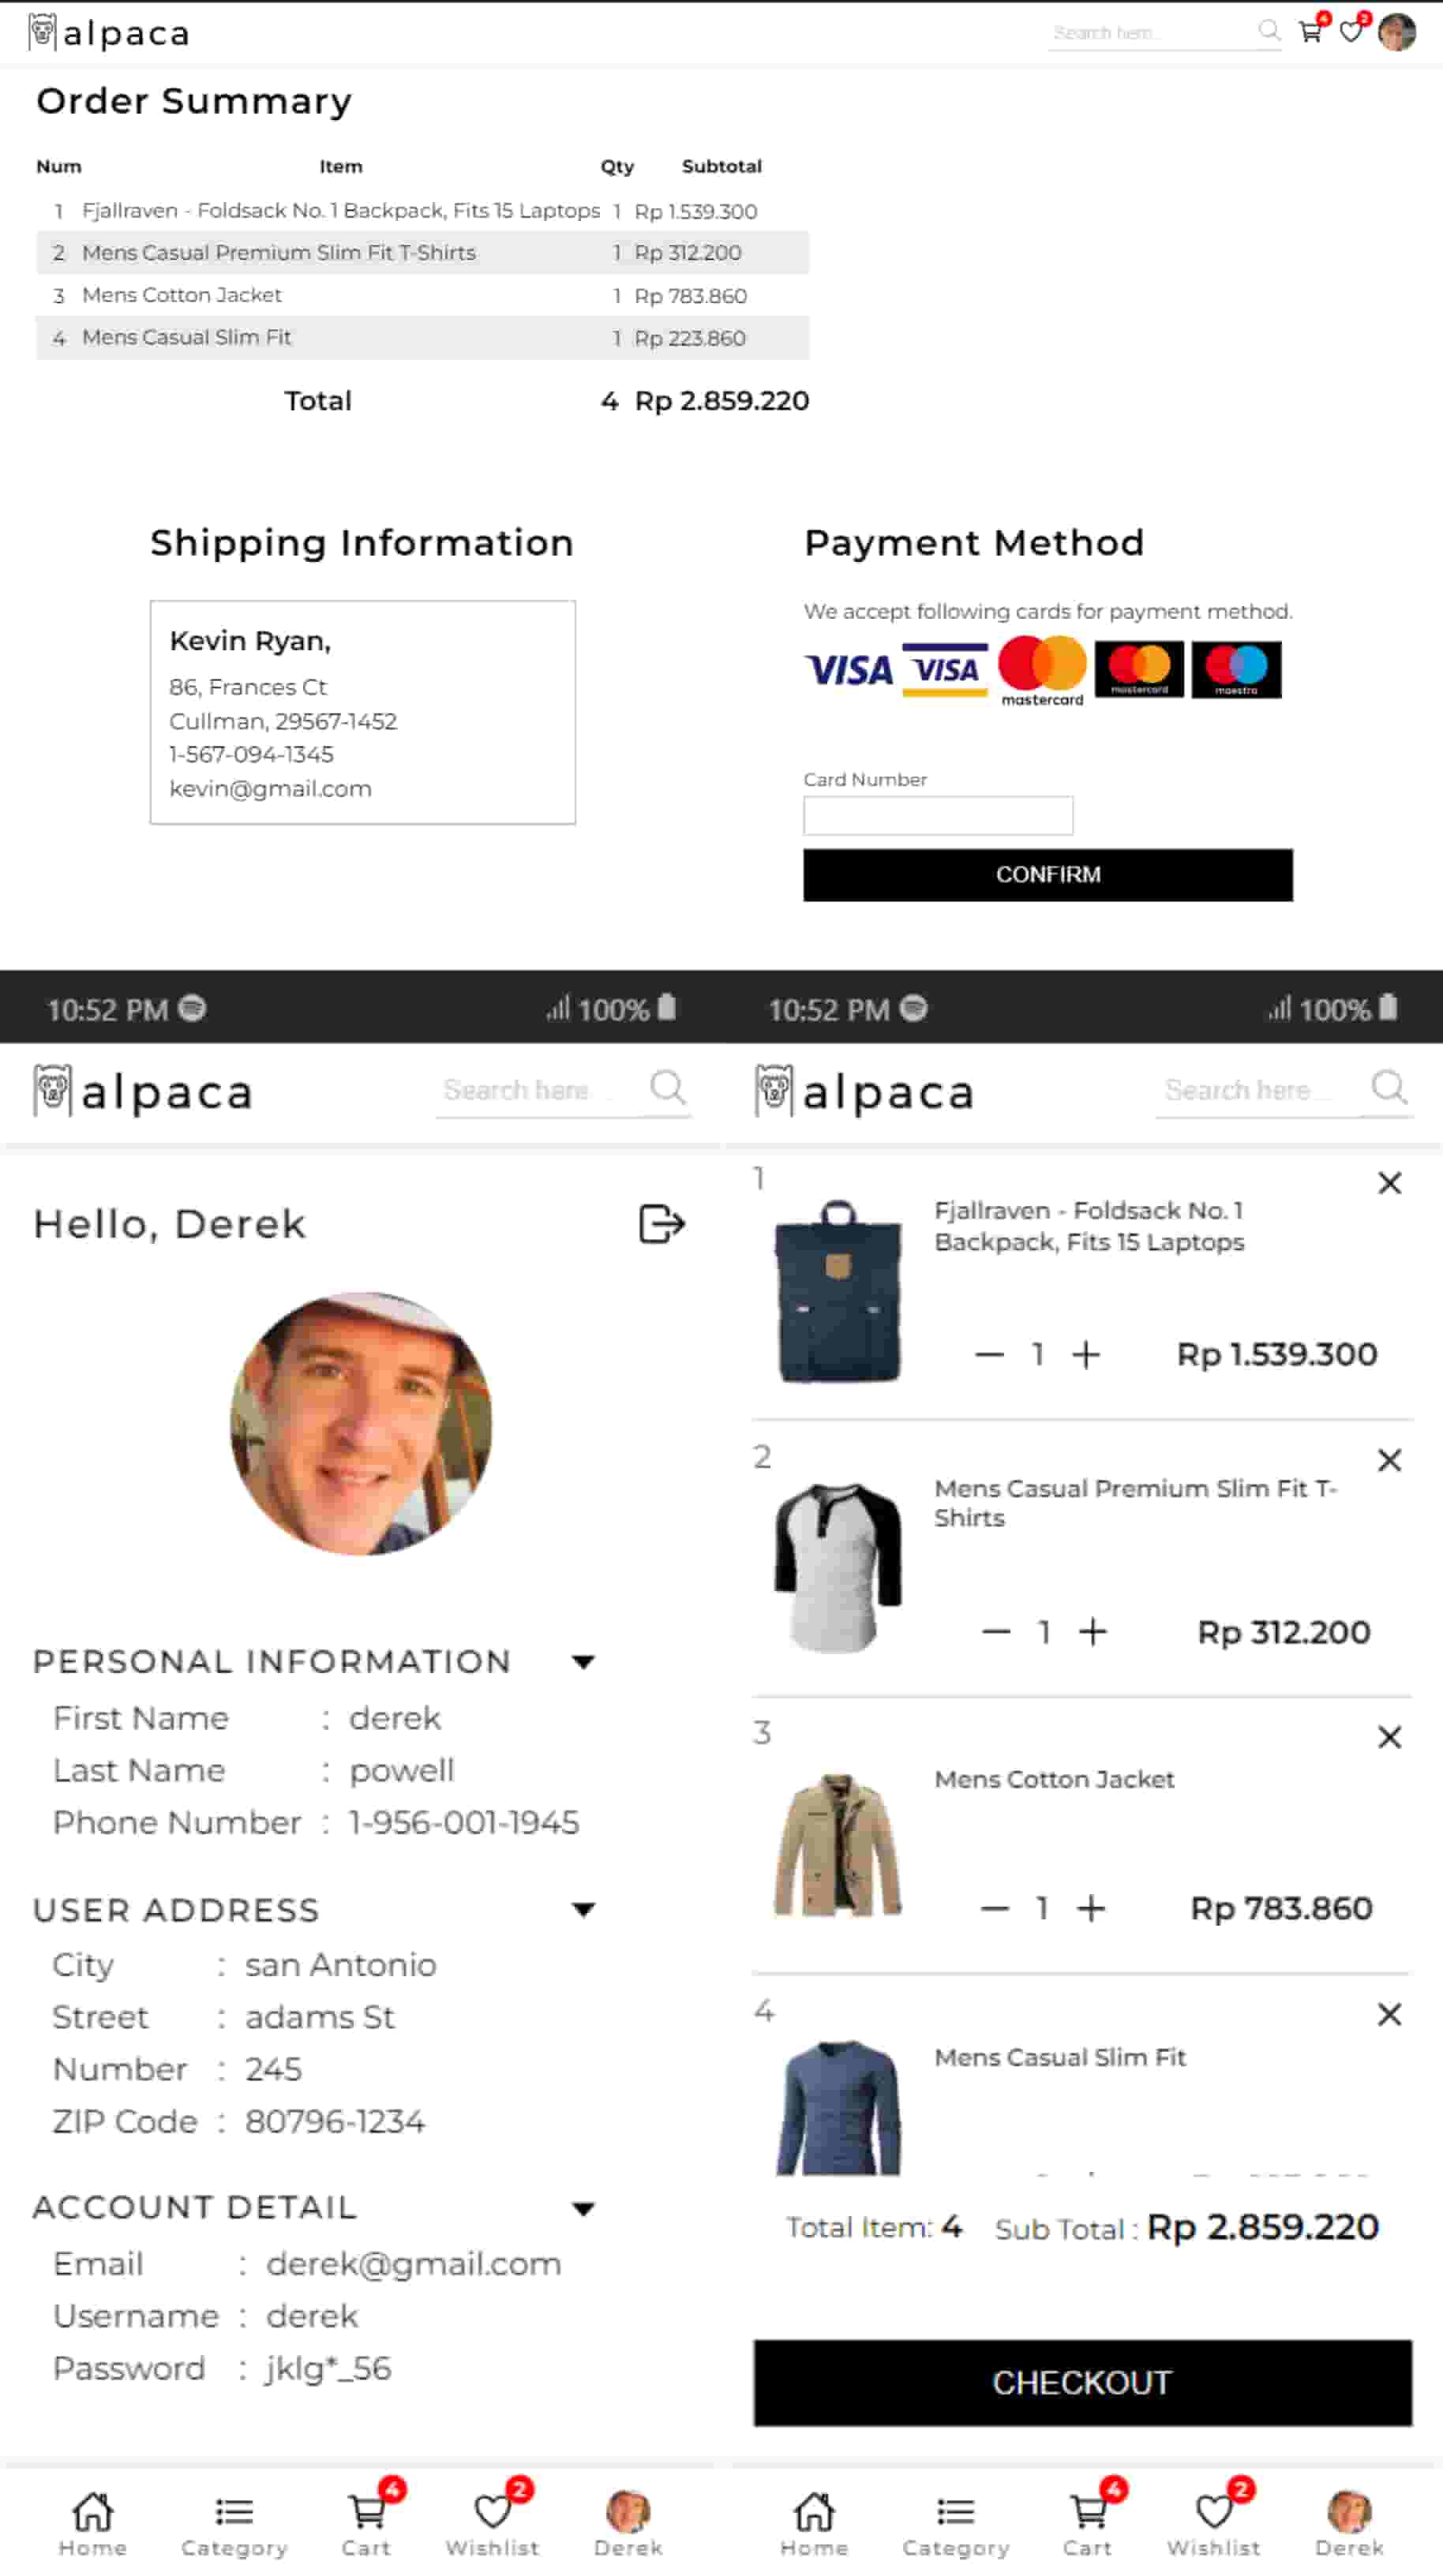 alpaca
Search here...
4
2
Order Summary
Num Item Qty Subtotal
1 Fjallraven - Foldsack No. 1 Backpack, Fits 15 Laptops 1 Rp 1.539.300
2 Mens Casual Premium Slim Fit T-Shirts 1 Rp 312.200
3 Mens Cotton Jacket 1 Rp 783.860
4 Mens Casual Slim Fit 1 Rp 223.860
Total 4 Rp 2.859.220
Shipping Information
Kevin Ryan,
86, Frances Ct
Cullman, 29567-1452
1-567-094-1345
kevin@gmail.com
Payment Method
We accept following cards for payment method.
VISA VISA mastercard mastercard maestro
Card Number
CONFIRM
10:52 PM 100%
alpaca Search here...
Hello, Derek
PERSONAL INFORMATION
First Name : derek
Last Name : powell
Phone Number : 1-956-001-1945
USER ADDRESS
City : san Antonio
Street : adams St
Number : 245
ZIP Code : 80796-1234
ACCOUNT DETAIL
Email : derek@gmail.com
Username : derek
Password : jklg*_56
4 2
Home Category Cart Wishlist Derek
10:52 PM 100%
alpaca Search here...
1
Fjallraven - Foldsack No. 1
Backpack, Fits 15 Laptops
1 Rp 1.539.300
2
Mens Casual Premium Slim Fit T-
Shirts
1 Rp 312.200
3
Mens Cotton Jacket
1 Rp 783.860
4
Mens Casual Slim Fit
Total Item: 4 Sub Total : Rp 2.859.220
CHECKOUT
4 2
Home Category Cart Wishlist Derek